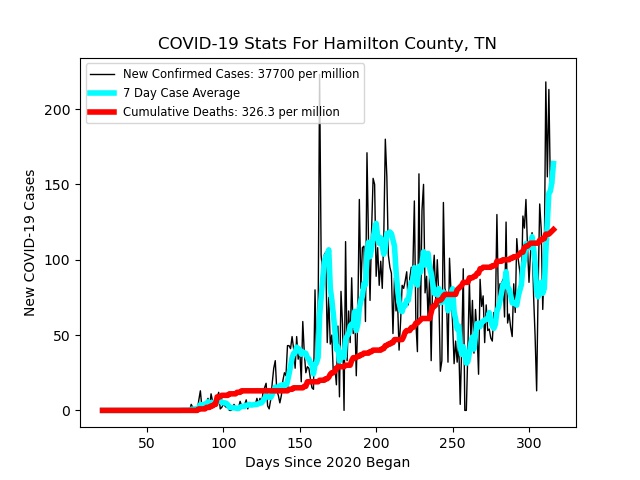 COVID-19 Stats For Hamilton County, TN
New Confirmed Cases: 37700 per million
7 Day Case Average
Cumulative Deaths: 326.3 per million
New COVID-19 Cases
200
150
100
50
0
50 100 150 200 250 300
Days Since 2020 Began